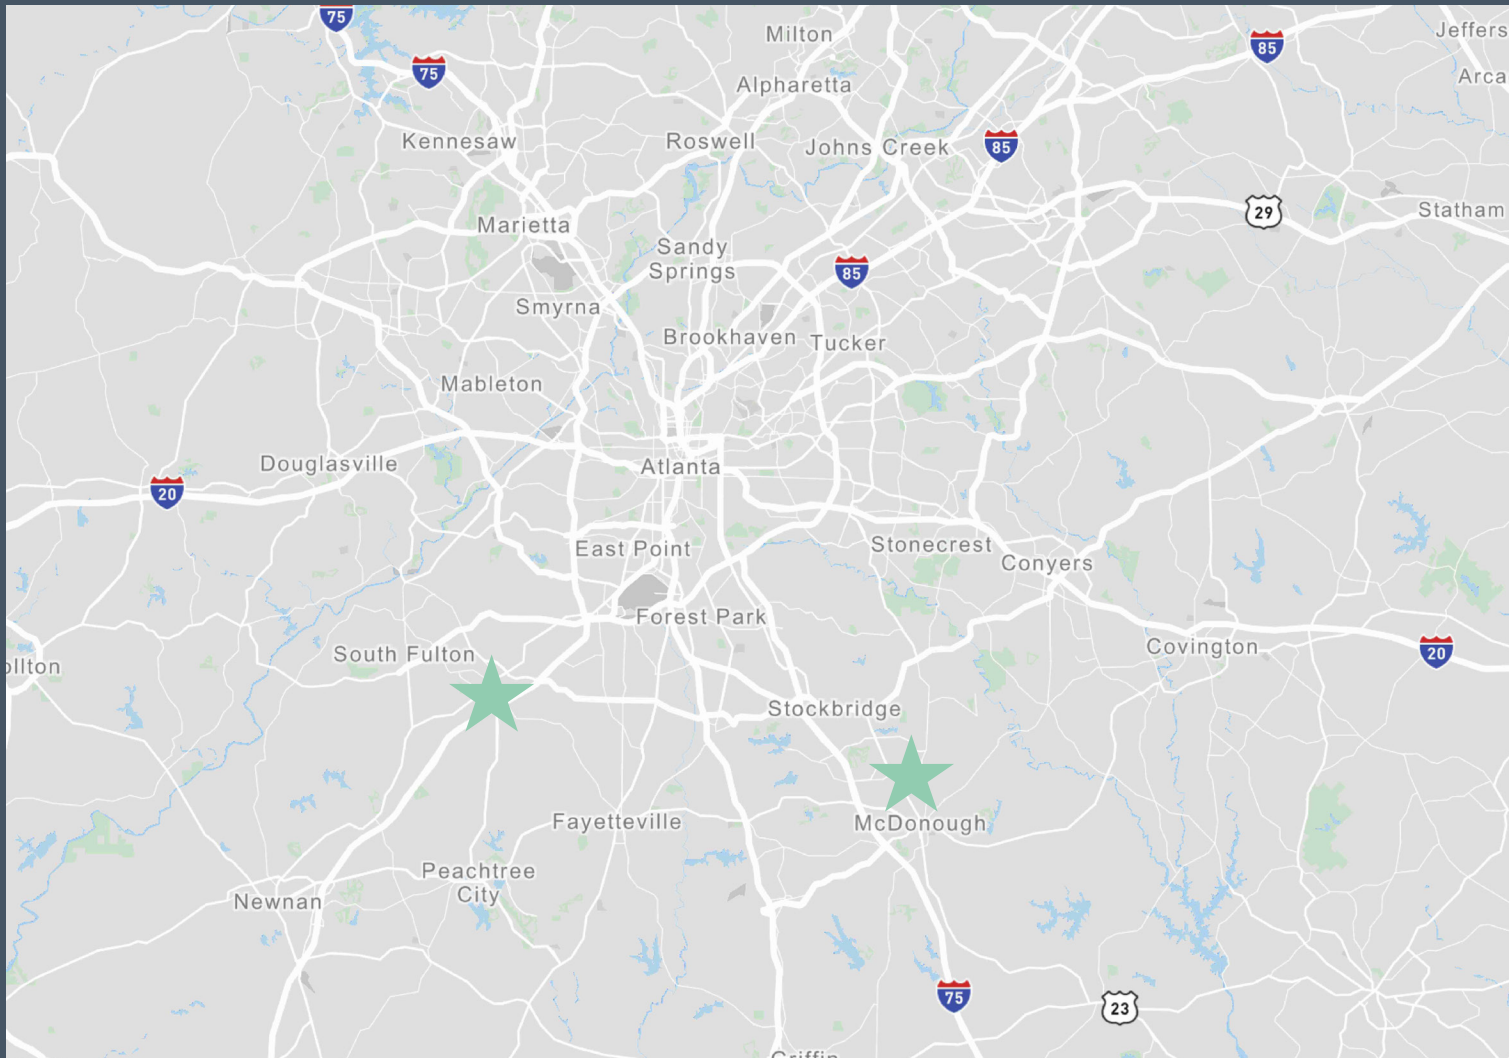 75
Milton
85
Jeffers
75
Arca
Alpharetta
Kennesaw
Roswell
Johns Creek
85
29
Statham
Marietta
Sandy
Springs
85
Smyrna
Brookhaven
Tucker
Mableton
Douglasville
Atlanta
20
East Point
Stonecrest
Conyers
Forest Park
South Fulton
Covington
20
ollton
Stockbridge
Fayetteville
McDonough
Peachtree
City
Newnan
75
23
Griffin